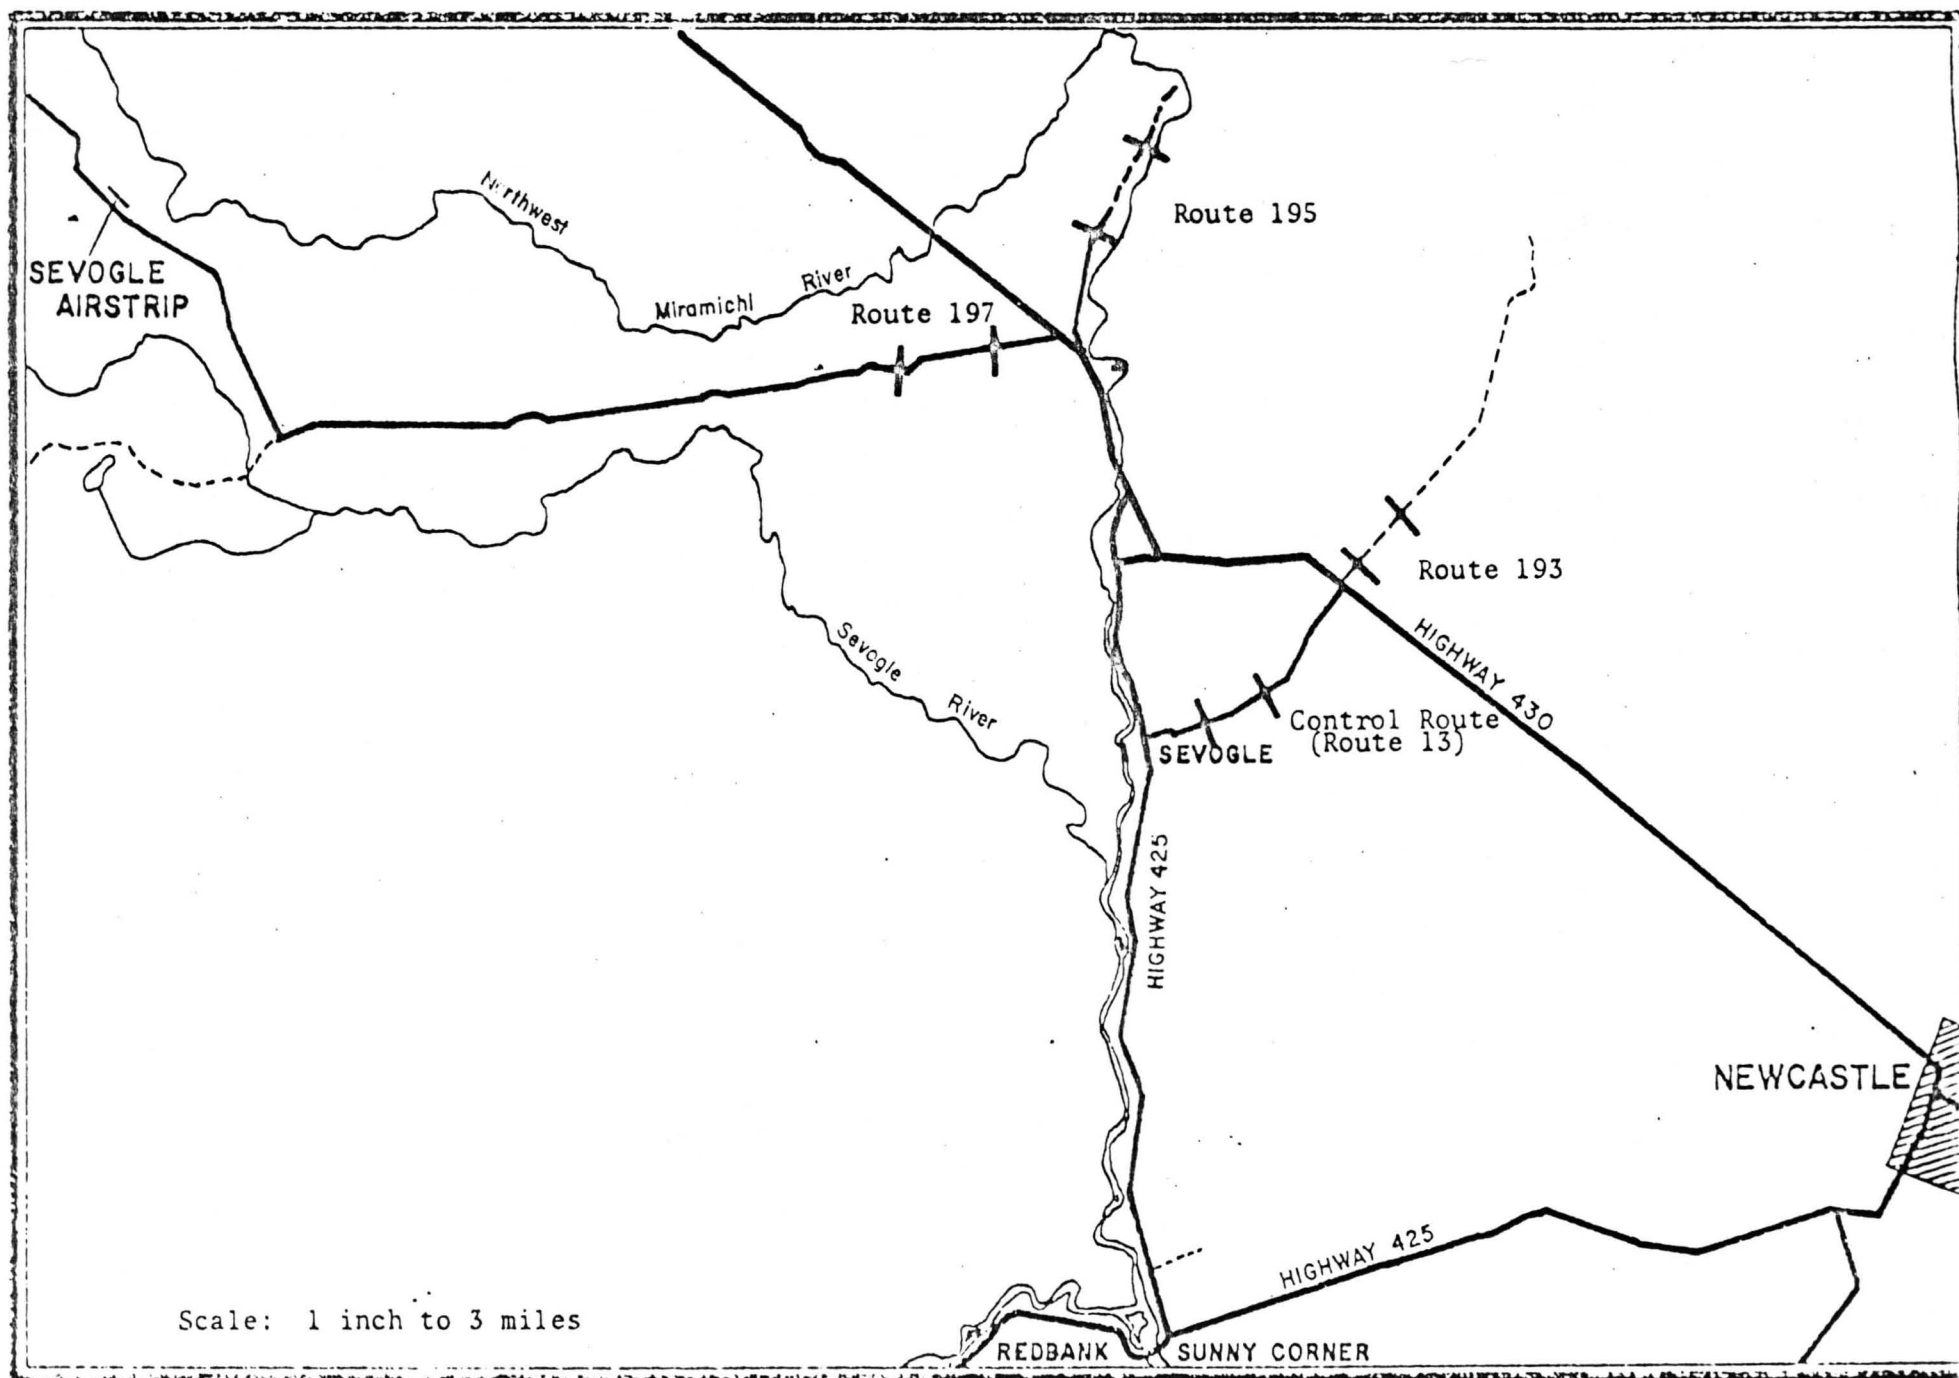 Northwest
Miramichi
River
Route 195
SEVOGLE
AIRSTRIP
Route 197
Route 193
HIGHWAY 430
Sevogle
River
Control Route
(Route 13)
SEVOGLE
HIGHWAY 425
NEWCASTLE
HIGHWAY 425
Scale: 1 inch to 3 miles
REDBANK
SUNNY CORNER